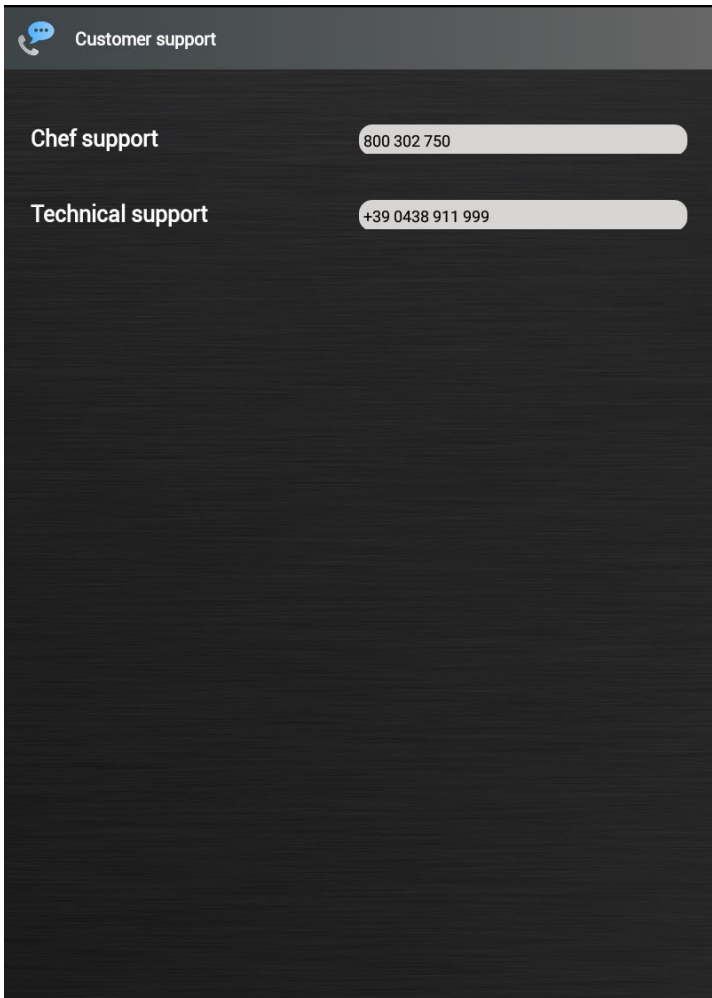 Customer support
Chef support 800 302 750
Technical support +39 0438 911 999